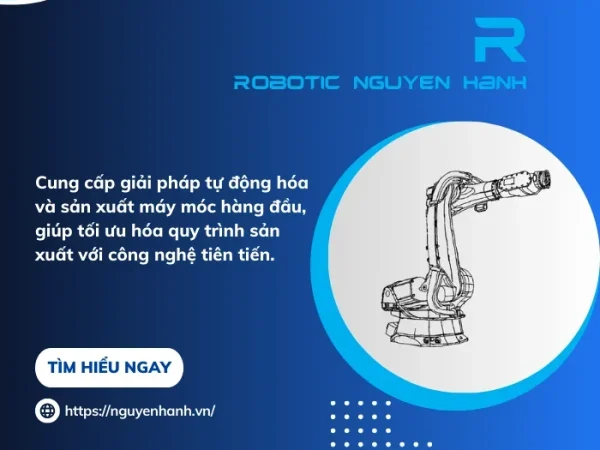 R
ROBOTIC NGUYEN HANH
Cung cấp giải pháp tự động hóa
và sản xuất máy móc hàng đầu,
giúp tối ưu hóa quy trình sản
xuất với công nghệ tiên tiến.
TÌM HIỂU NGAY
https://nguyenhanh.vn/